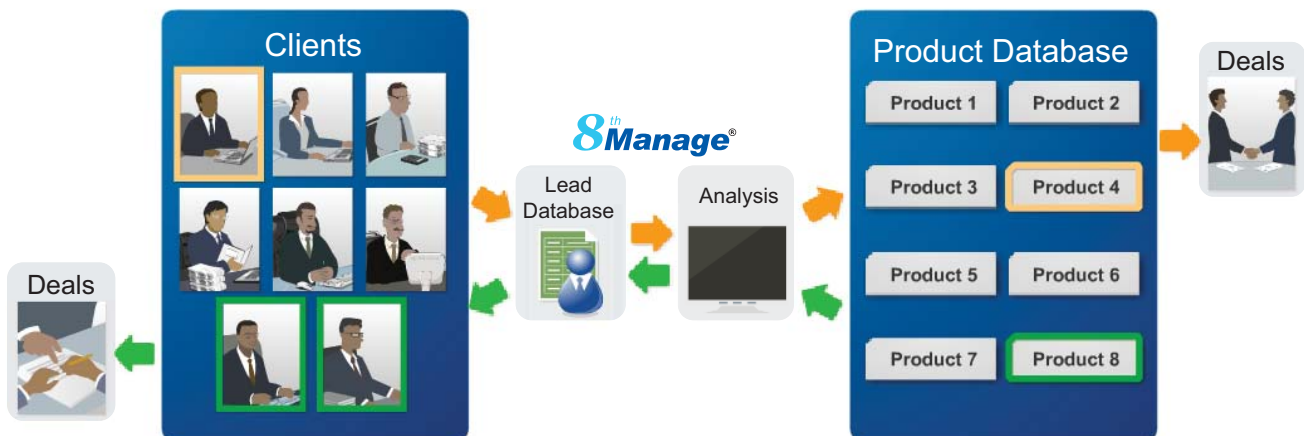 Clients
Product Database
Deals
Product 1
Product 2
8th Manage®
Lead
Database
Analysis
Product 3
Product 4
Deals
Product 5
Product 6
Product 7
Product 8